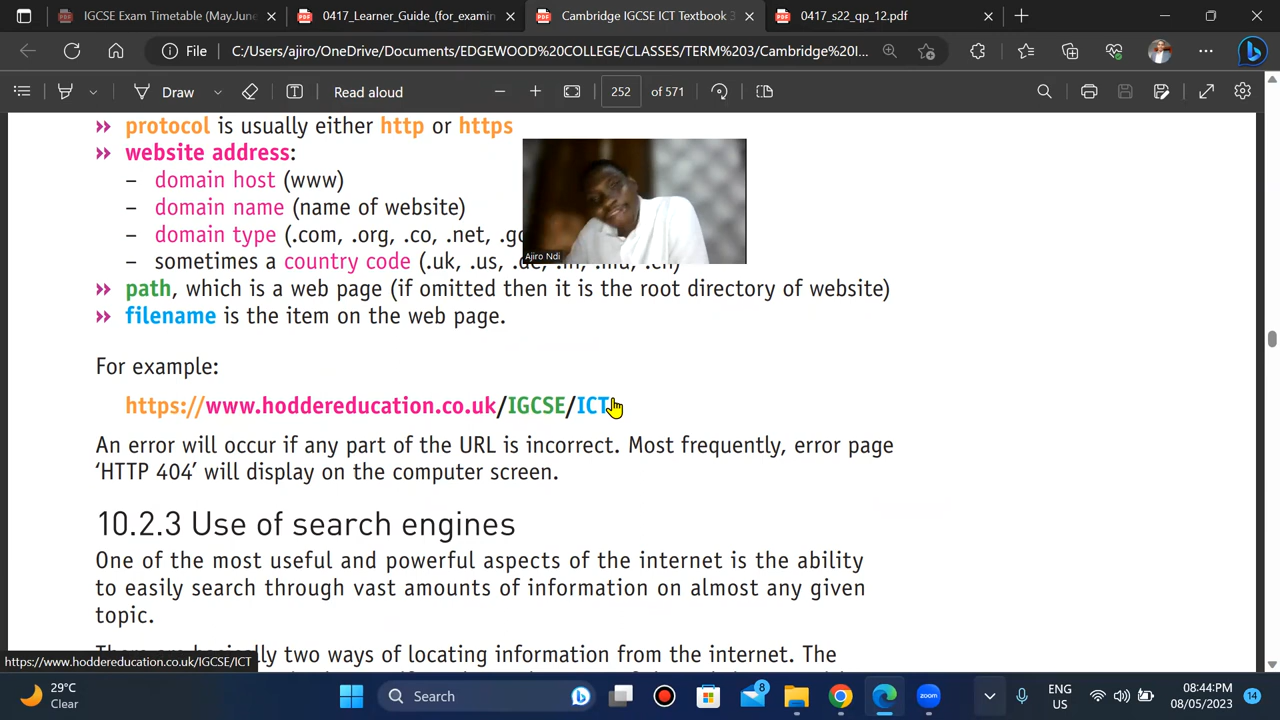 IGCSE Exam Timetable (May.June
0417_Learner_Guide_(for_examin
Cambridge IGCSE ICT Textbook 3
0417_s22_qp_12.pdf
File
C:/Users/ajiro/OneDrive/Documents/EDGEWOOD%20COLLEGE/CLASSES/TERM%203/Cambridge%20I...
Draw
Read aloud
252 of 571
» protocol is usually either http or https
» website address:
– domain host (www)
– domain name (name of website)
– domain type (.com, .org, .co, .net,
– sometimes a country code (.uk, .us,
Ajiro Ndi
» path, which is a web page (if omitted then it is the root directory of website)
» filename is the item on the web page.
For example:
https://www.hoddereducation.co.uk/IGCSE/ICT
An error will occur if any part of the URL is incorrect. Most frequently, error page
‘HTTP 404’ will display on the computer screen.
10.2.3 Use of search engines
One of the most useful and powerful aspects of the internet is the ability
to easily search through vast amounts of information on almost any given
topic.
There are basically two ways of locating information from the internet. The
https://www.hoddereducation.co.uk/IGCSE/ICT
29°C
Clear
Search
8
zoom
ENG
US
08:44:PM
08/05/2023
14